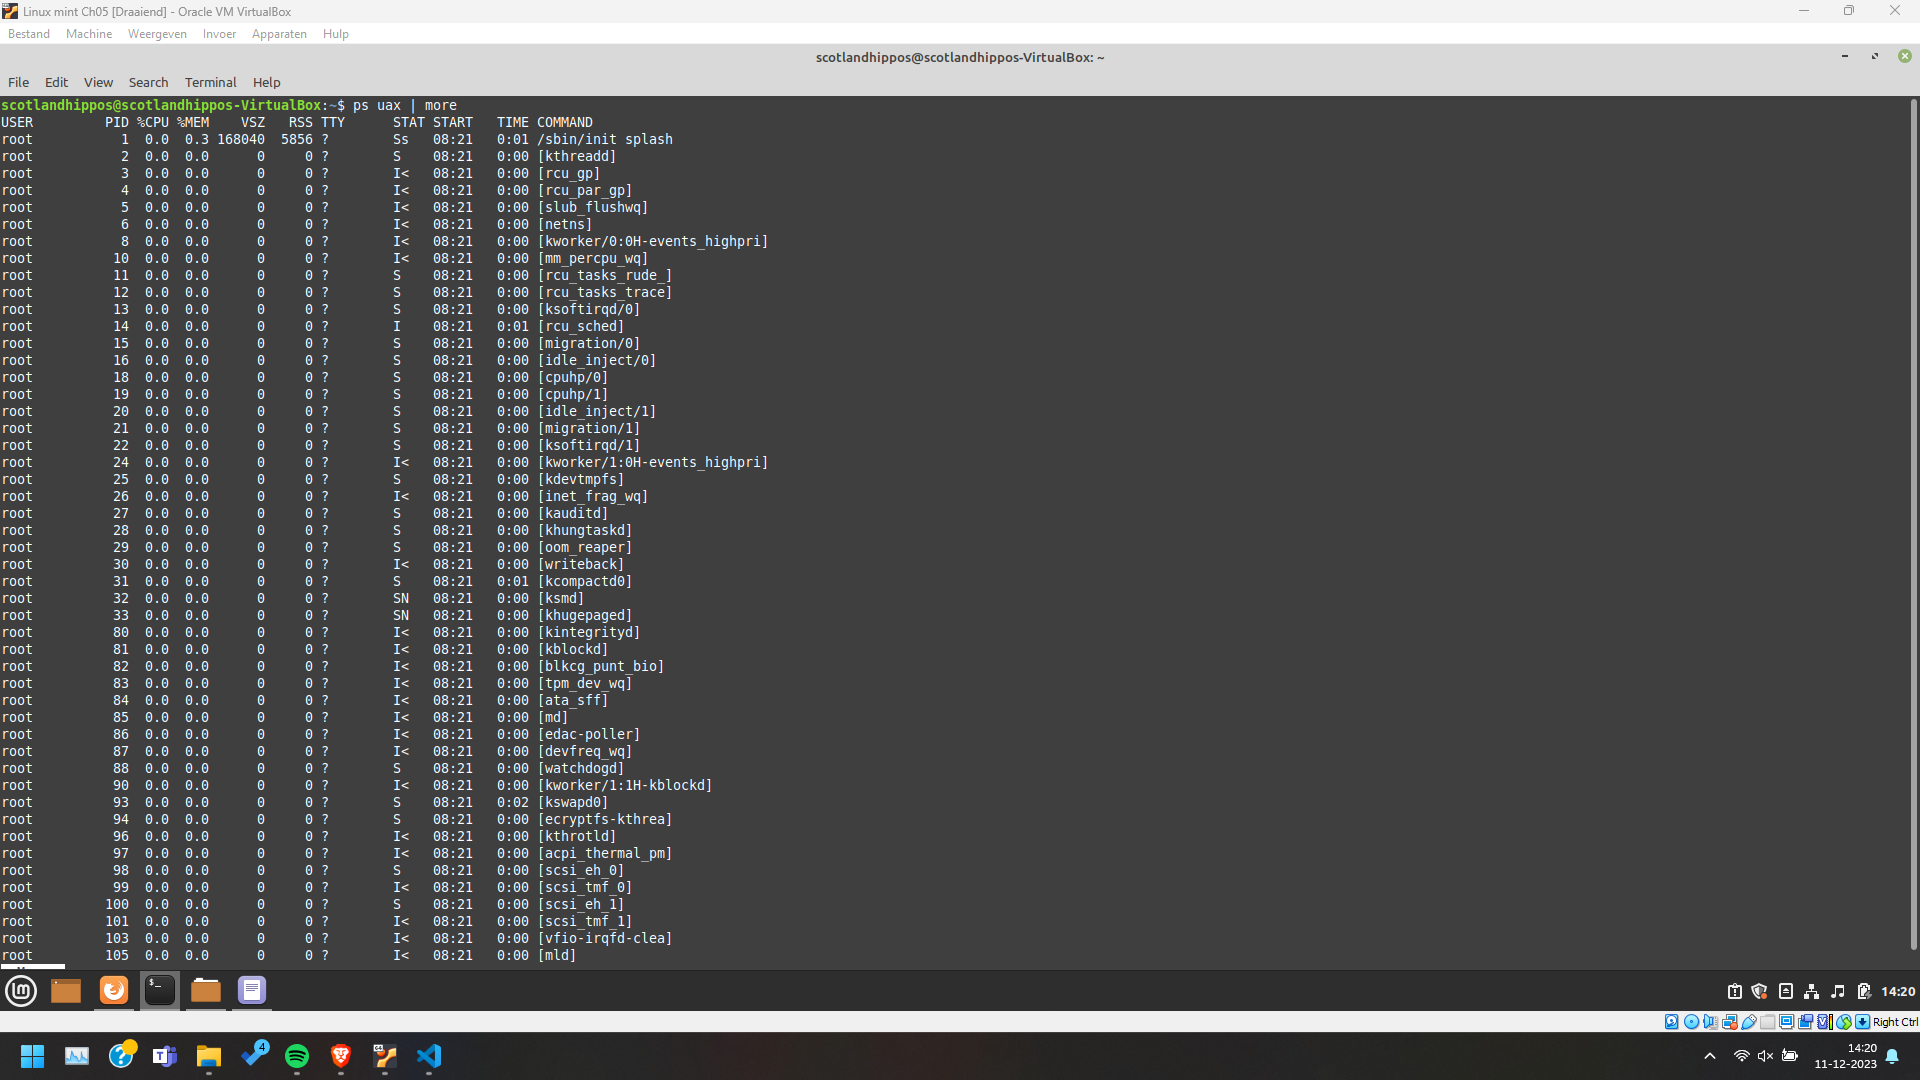 Linux mint Ch05 [Draaiend] - Oracle VM VirtualBox
Bestand Machine Weergeven Invoer Apparaten Hulp
scotlandhippos@scotlandhippos-VirtualBox: ~
File Edit View Search Terminal Help
scotlandhippos@scotlandhippos-VirtualBox:~$ ps uax | more
USER         PID %CPU %MEM    VSZ   RSS TTY      STAT START   TIME COMMAND
root           1  0.0  0.3 168040  5856 ?        Ss   08:21   0:01 /sbin/init splash
root           2  0.0  0.0      0     0 ?        S    08:21   0:00 [kthreadd]
root           3  0.0  0.0      0     0 ?        I<   08:21   0:00 [rcu_gp]
root           4  0.0  0.0      0     0 ?        I<   08:21   0:00 [rcu_par_gp]
root           5  0.0  0.0      0     0 ?        I<   08:21   0:00 [slub_flushwq]
root           6  0.0  0.0      0     0 ?        I<   08:21   0:00 [netns]
root           8  0.0  0.0      0     0 ?        I<   08:21   0:00 [kworker/0:0H-events_highpri]
root          10  0.0  0.0      0     0 ?        I<   08:21   0:00 [mm_percpu_wq]
root          11  0.0  0.0      0     0 ?        S    08:21   0:00 [rcu_tasks_rude_]
root          12  0.0  0.0      0     0 ?        S    08:21   0:00 [rcu_tasks_trace]
root          13  0.0  0.0      0     0 ?        S    08:21   0:00 [ksoftirqd/0]
root          14  0.0  0.0      0     0 ?        I    08:21   0:01 [rcu_sched]
root          15  0.0  0.0      0     0 ?        S    08:21   0:00 [migration/0]
root          16  0.0  0.0      0     0 ?        S    08:21   0:00 [idle_inject/0]
root          18  0.0  0.0      0     0 ?        S    08:21   0:00 [cpuhp/0]
root          19  0.0  0.0      0     0 ?        S    08:21   0:00 [cpuhp/1]
root          20  0.0  0.0      0     0 ?        S    08:21   0:00 [idle_inject/1]
root          21  0.0  0.0      0     0 ?        S    08:21   0:00 [migration/1]
root          22  0.0  0.0      0     0 ?        S    08:21   0:00 [ksoftirqd/1]
root          24  0.0  0.0      0     0 ?        I<   08:21   0:00 [kworker/1:0H-events_highpri]
root          25  0.0  0.0      0     0 ?        S    08:21   0:00 [kdevtmpfs]
root          26  0.0  0.0      0     0 ?        I<   08:21   0:00 [inet_frag_wq]
root          27  0.0  0.0      0     0 ?        S    08:21   0:00 [kauditd]
root          28  0.0  0.0      0     0 ?        S    08:21   0:00 [khungtaskd]
root          29  0.0  0.0      0     0 ?        S    08:21   0:00 [oom_reaper]
root          30  0.0  0.0      0     0 ?        I<   08:21   0:00 [writeback]
root          31  0.0  0.0      0     0 ?        S    08:21   0:01 [kcompactd0]
root          32  0.0  0.0      0     0 ?        SN   08:21   0:00 [ksmd]
root          33  0.0  0.0      0     0 ?        SN   08:21   0:00 [khugepaged]
root          80  0.0  0.0      0     0 ?        I<   08:21   0:00 [kintegrityd]
root          81  0.0  0.0      0     0 ?        I<   08:21   0:00 [kblockd]
root          82  0.0  0.0      0     0 ?        I<   08:21   0:00 [blkcg_punt_bio]
root          83  0.0  0.0      0     0 ?        I<   08:21   0:00 [tpm_dev_wq]
root          84  0.0  0.0      0     0 ?        I<   08:21   0:00 [ata_sff]
root          85  0.0  0.0      0     0 ?        I<   08:21   0:00 [md]
root          86  0.0  0.0      0     0 ?        I<   08:21   0:00 [edac-poller]
root          87  0.0  0.0      0     0 ?        I<   08:21   0:00 [devfreq_wq]
root          88  0.0  0.0      0     0 ?        S    08:21   0:00 [watchdogd]
root          90  0.0  0.0      0     0 ?        I<   08:21   0:00 [kworker/1:1H-kblockd]
root          93  0.0  0.0      0     0 ?        S    08:21   0:02 [kswapd0]
root          94  0.0  0.0      0     0 ?        S    08:21   0:00 [ecryptfs-kthrea]
root          96  0.0  0.0      0     0 ?        I<   08:21   0:00 [kthrotld]
root          97  0.0  0.0      0     0 ?        I<   08:21   0:00 [acpi_thermal_pm]
root          98  0.0  0.0      0     0 ?        S    08:21   0:00 [scsi_eh_0]
root          99  0.0  0.0      0     0 ?        I<   08:21   0:00 [scsi_tmf_0]
root         100  0.0  0.0      0     0 ?        S    08:21   0:00 [scsi_eh_1]
root         101  0.0  0.0      0     0 ?        I<   08:21   0:00 [scsi_tmf_1]
root         103  0.0  0.0      0     0 ?        I<   08:21   0:00 [vfio-irqfd-clea]
root         105  0.0  0.0      0     0 ?        I<   08:21   0:00 [mld]
14:20
Right Ctrl
4
14:20
11-12-2023